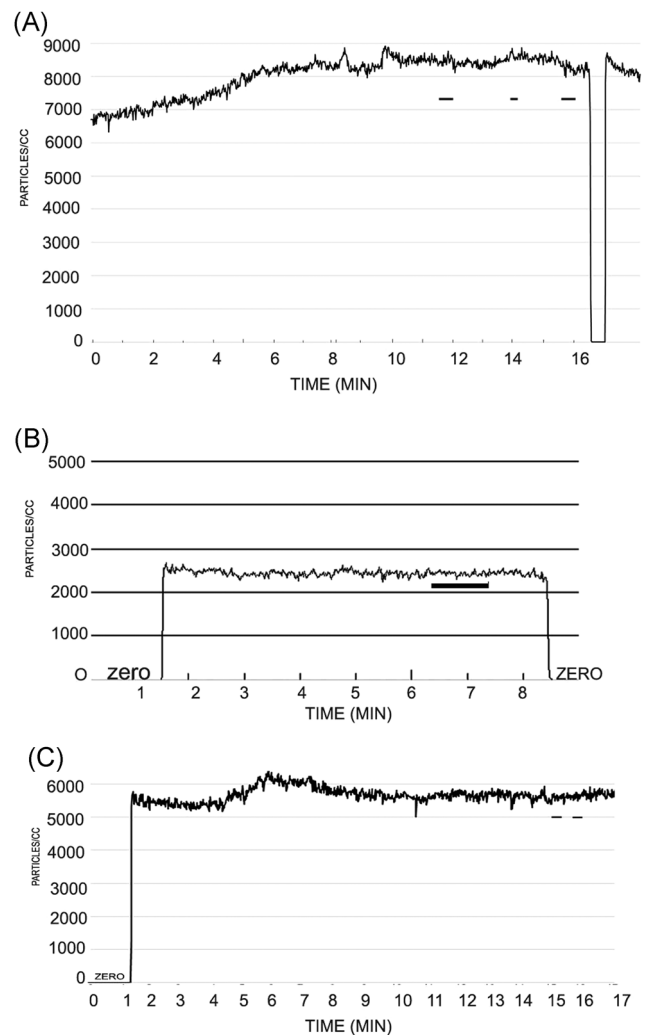 (A)
9000
8000
7000
6000
5000
4000
3000
2000
1000
0
PARTICLES/CC
0 2 4 6 8 10 12 14 16
TIME (MIN)
(B)
5000
4000
3000
2000
1000
O zero ZERO
PARTICLES/CC
1 2 3 4 5 6 7 8
TIME (MIN)
(C)
6000
5000
4000
3000
2000
1000
0 ZERO
PARTICLES/CC
0 1 2 3 4 5 6 7 8 9 10 11 12 13 14 15 16 17
TIME (MIN)